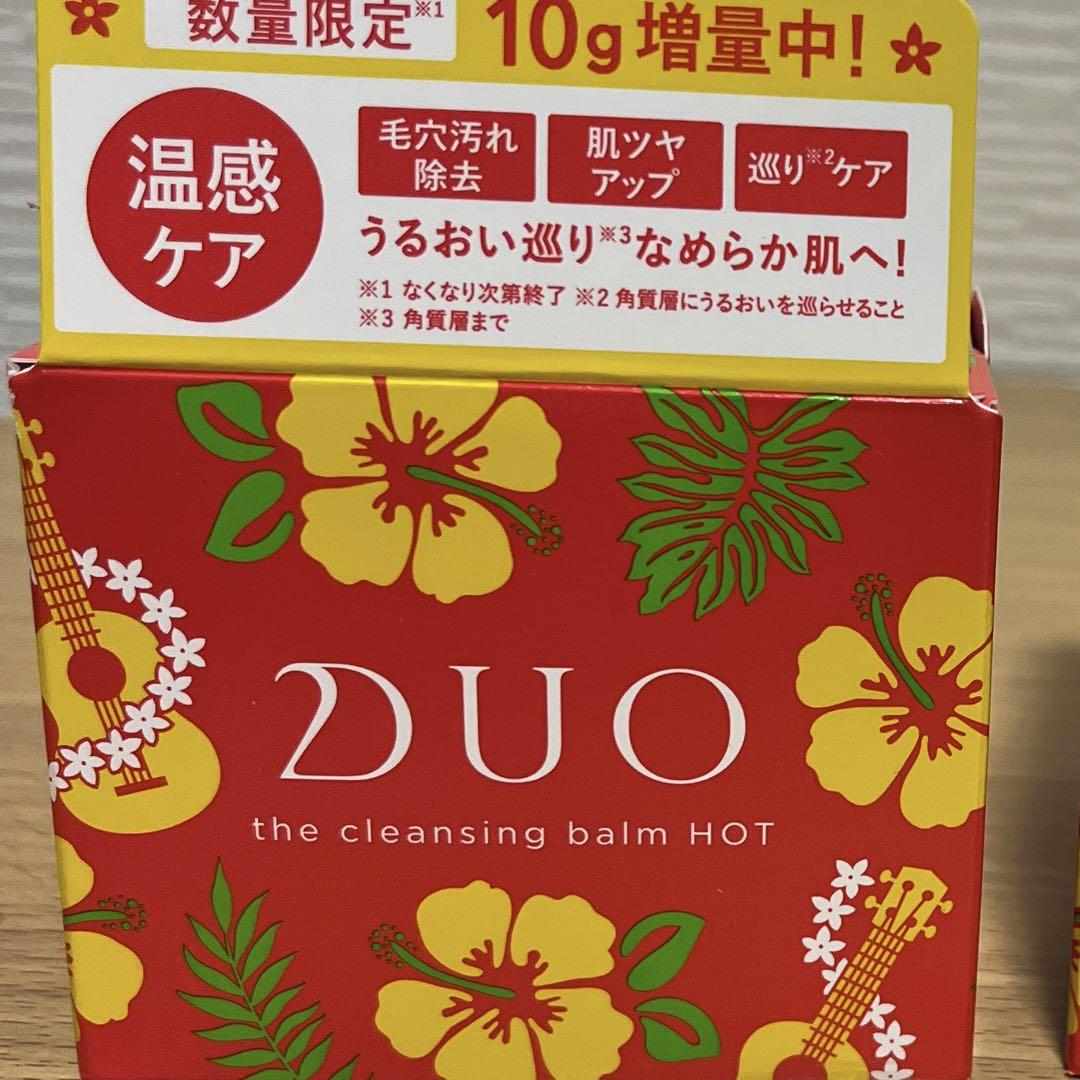 数量限定※1
10g増量中!
温感
ケア
毛穴汚れ
除去
肌ツヤ
アップ
巡り※2ケア
うるおい巡り※3なめらか肌へ!
※1 なくなり次第終了 ※2 角質層にうるおいを巡らせること
※3 角質層まで
DUO
the cleansing balm HOT